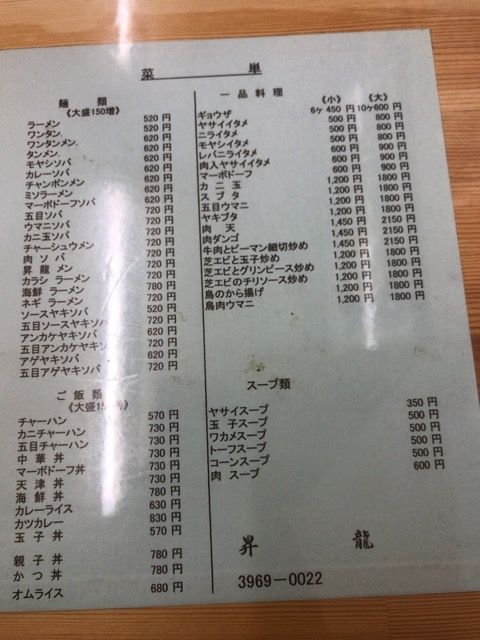 菜 単
麺 類
《大盛150増》
ラーメン 520 円
ワンタン 520 円
ワンタンメン 620 円
タンメン 620 円
モヤシソバ 620 円
カレーソバ 620 円
チャンポンメン 620 円
ミソラーメン 620 円
マーボドーフソバ 720 円
五目ソバ 720 円
ウマニソバ 720 円
カニ玉ソバ 720 円
チャーシュウメン 720 円
肉 ソ バ 720 円
昇 龍 メン 720 円
カラシ ラーメン 720 円
海鮮 ラーメン 720 円
ネギ ラーメン 720 円
ソースヤキソバ 520 円
五目ソースヤキソバ 720 円
アンカケヤキソバ 620 円
五目アンカケヤキソバ 720 円
アゲヤキソバ 620 円
五目アゲヤキソバ 720 円
ご 飯 類
チャーハン 570 円
カニチャーハン 730 円
五目チャーハン 730 円
中 華 丼 730 円
マーボドーフ丼 730 円
天 津 丼 730 円
海 鮮 丼 780 円
カレーライス 630 円
カツカレー 830 円
玉 子 丼 570 円
親 子 丼 780 円
か つ 丼 780 円
オムライス 680 円
一 品 料 理
《小》 《大》
ギョウザ 6ヶ 450 円 10ヶ600 円
ヤサイイタメ 500 円 800 円
ニライタメ 500 円 800 円
モヤシイタメ 500 円 800 円
レバニライタメ 600 円 900 円
肉入ヤサイイタメ 600 円 900 円
マーボドーフ 600 円 900 円
カ ニ 玉 1,200 円 1800 円
ス ブ タ 1,200 円 1800 円
五目ウマニ 1,200 円 1800 円
ヤキブタ 1,450 円 2150 円
肉 天 1,200 円 1800 円
肉ダンゴ 1,200 円 1800 円
牛肉とピーマン細切炒め 1,450 円 2150 円
芝エビと玉子炒め 1,450 円 2150 円
芝エビとグリンピース炒め 1,450 円 2150 円
芝エビのチリソース炒め 1,450 円 2150 円
鳥のから揚げ 1,200 円 1800 円
鳥肉ウマニ 1,200 円 1800 円
スープ類
ヤサイスープ 350 円
玉 子スープ 500 円
ワカメスープ 500 円
トーフスープ 500 円
コーンスープ 500 円
肉 スープ 600 円
昇 龍
3969-0022